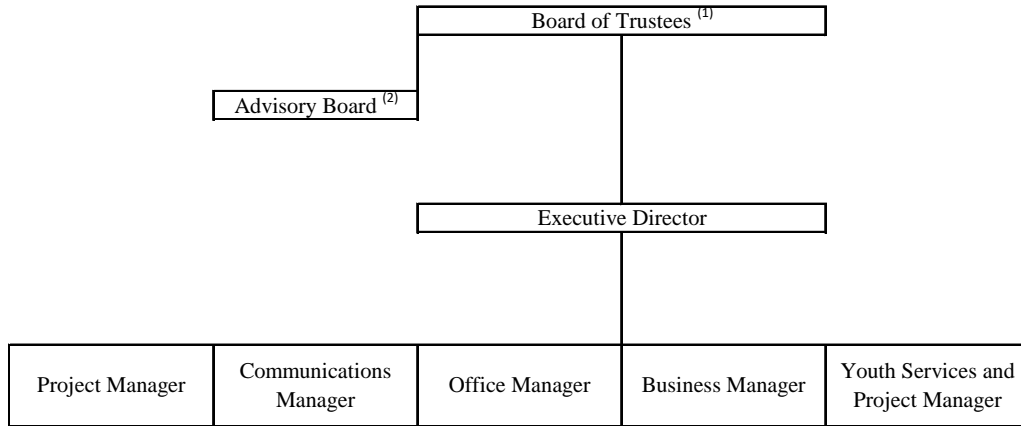 Board of Trustees (1)
Advisory Board (2)
Executive Director
Project Manager
Communications
Manager
Office Manager
Business Manager
Youth Services and
Project Manager